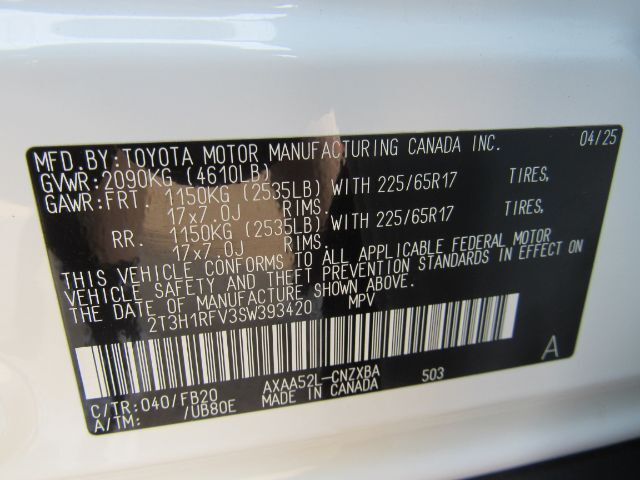 MFD.BY:TOYOTA MOTOR MANUFACTURING CANADA INC. 04/25
GVWR:2090KG (4610LB)
GAWR:FRT. 1150KG (2535LB) WITH 225/65R17 TIRES,
17x7.0J RIMS.
RR. 1150KG (2535LB) WITH 225/65R17 TIRES,
17x7.0J RIMS.
THIS VEHICLE CONFORMS TO ALL APPLICABLE FEDERAL MOTOR
VEHICLE SAFETY AND THEFT PREVENTION STANDARDS IN EFFECT ON
THE DATE OF MANUFACTURE SHOWN ABOVE.
2T3H1RFV3SW393420 MPV
A
C/TR:040/FB20 AXAA52L-CNZXBA 503
A/TM: /UB80E MADE IN CANADA